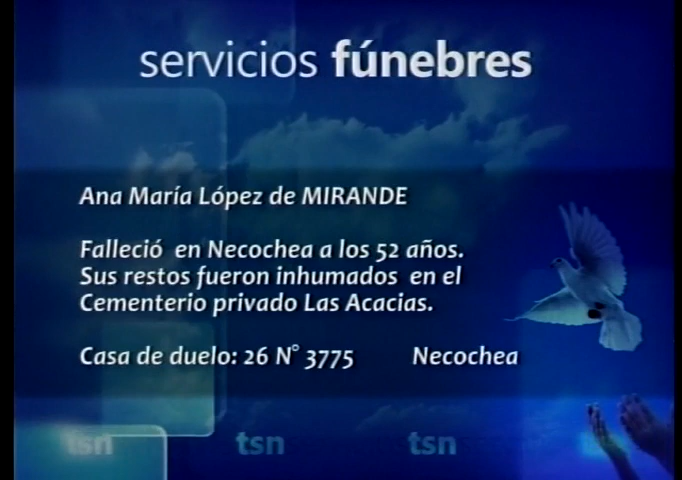 servicios fúnebres
Ana María López de MIRANDE
Falleció en Necochea a los 52 años.
Sus restos fueron inhumados en el
Cementerio privado Las Acacias.
Casa de duelo: 26 N° 3775 Necochea
tsn tsn tsn